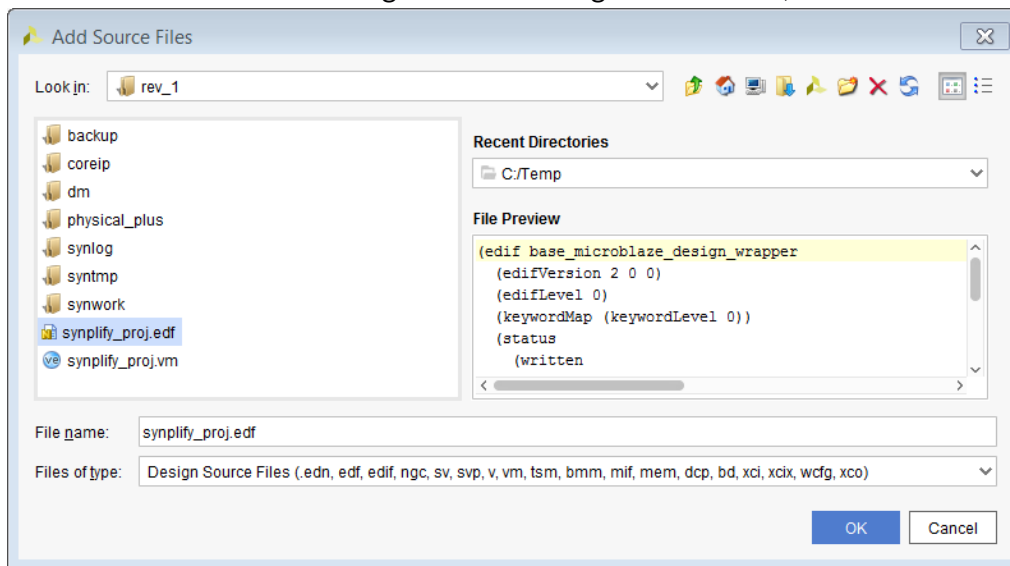 Add Source Files
Look in: rev_1
backup
coreip
dm
physical_plus
synlog
syntmp
synwork
synplify_proj.edf
synplify_proj.vm
Recent Directories
C:/Temp
File Preview
(edif base_microblaze_design_wrapper
(edifVersion 2 0 0)
(edifLevel 0)
(keywordMap (keywordLevel 0))
(status
(written
File name: synplify_proj.edf
Files of type: Design Source Files (.edn, edf, edif, ngc, sv, svp, v, vm, tsm, bmm, mif, mem, dcp, bd, xci, xcix, wcfg, xco)
OK Cancel